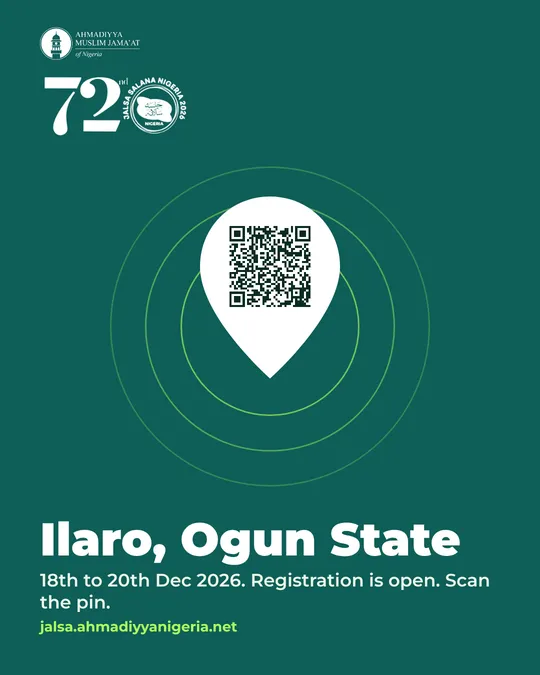 AHMADIYYA
MUSLIM JAMA'AT
of Nigeria
72nd
JALSA SALANA NIGERIA 2026
NIGERIA
Ilaro, Ogun State
18th to 20th Dec 2026. Registration is open. Scan
the pin.
jalsa.ahmadiyyanigeria.net